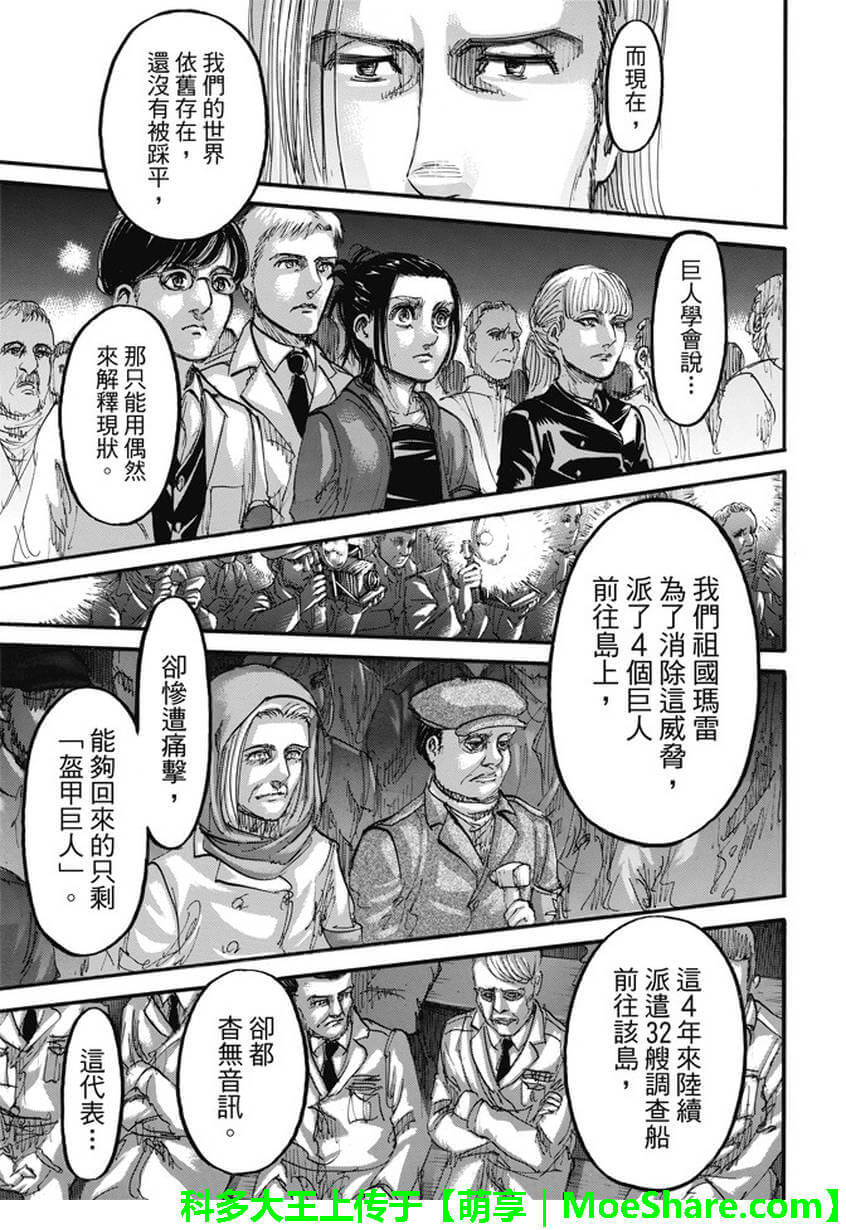 而現在，
我們的世界
依舊存在，
還沒有被踩平，
巨人學會說…
那只能用偶然
來解釋現狀。
我們祖國瑪雷
為了消除這威脅，
派了4個巨人
前往島上，
卻慘遭痛擊，
能夠回來的只剩
「盔甲巨人」。
這4年來陸續
派遣32艘調查船
前往該島，
卻都
杳無音訊。
這代表…
科多大王上传于【萌享｜MoeShare.com】